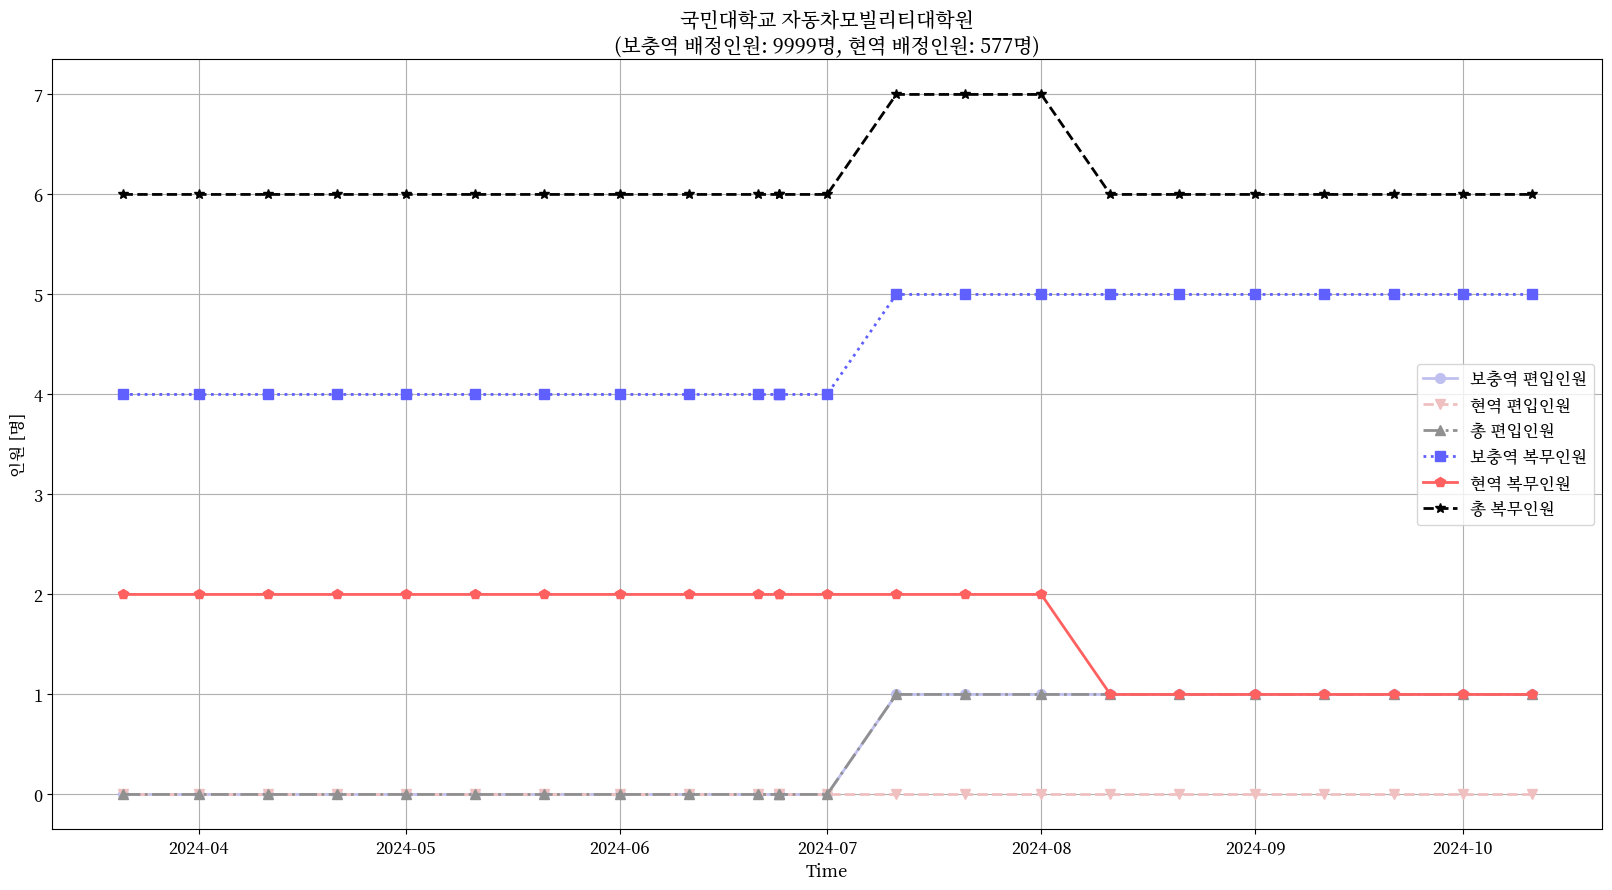 국민대학교 자동차모빌리티대학원
(보충역 배정인원: 9999명, 현역 배정인원: 577명)
인원 [명]
7
6
5
4
3
2
1
0
보충역 편입인원
현역 편입인원
총 편입인원
보충역 복무인원
현역 복무인원
총 복무인원
2024-04
2024-05
2024-06
2024-07
2024-08
2024-09
2024-10
Time